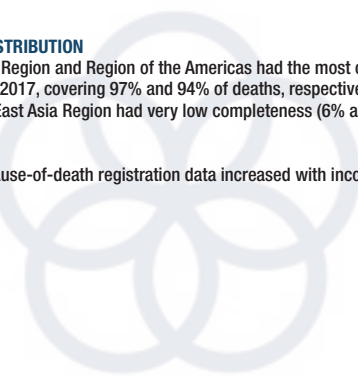 STRIBUTION
Region and Region of the Americas had the most c
2017, covering 97% and 94% of deaths, respective
East Asia Region had very low completeness (6% a
ause-of-death registration data increased with inco